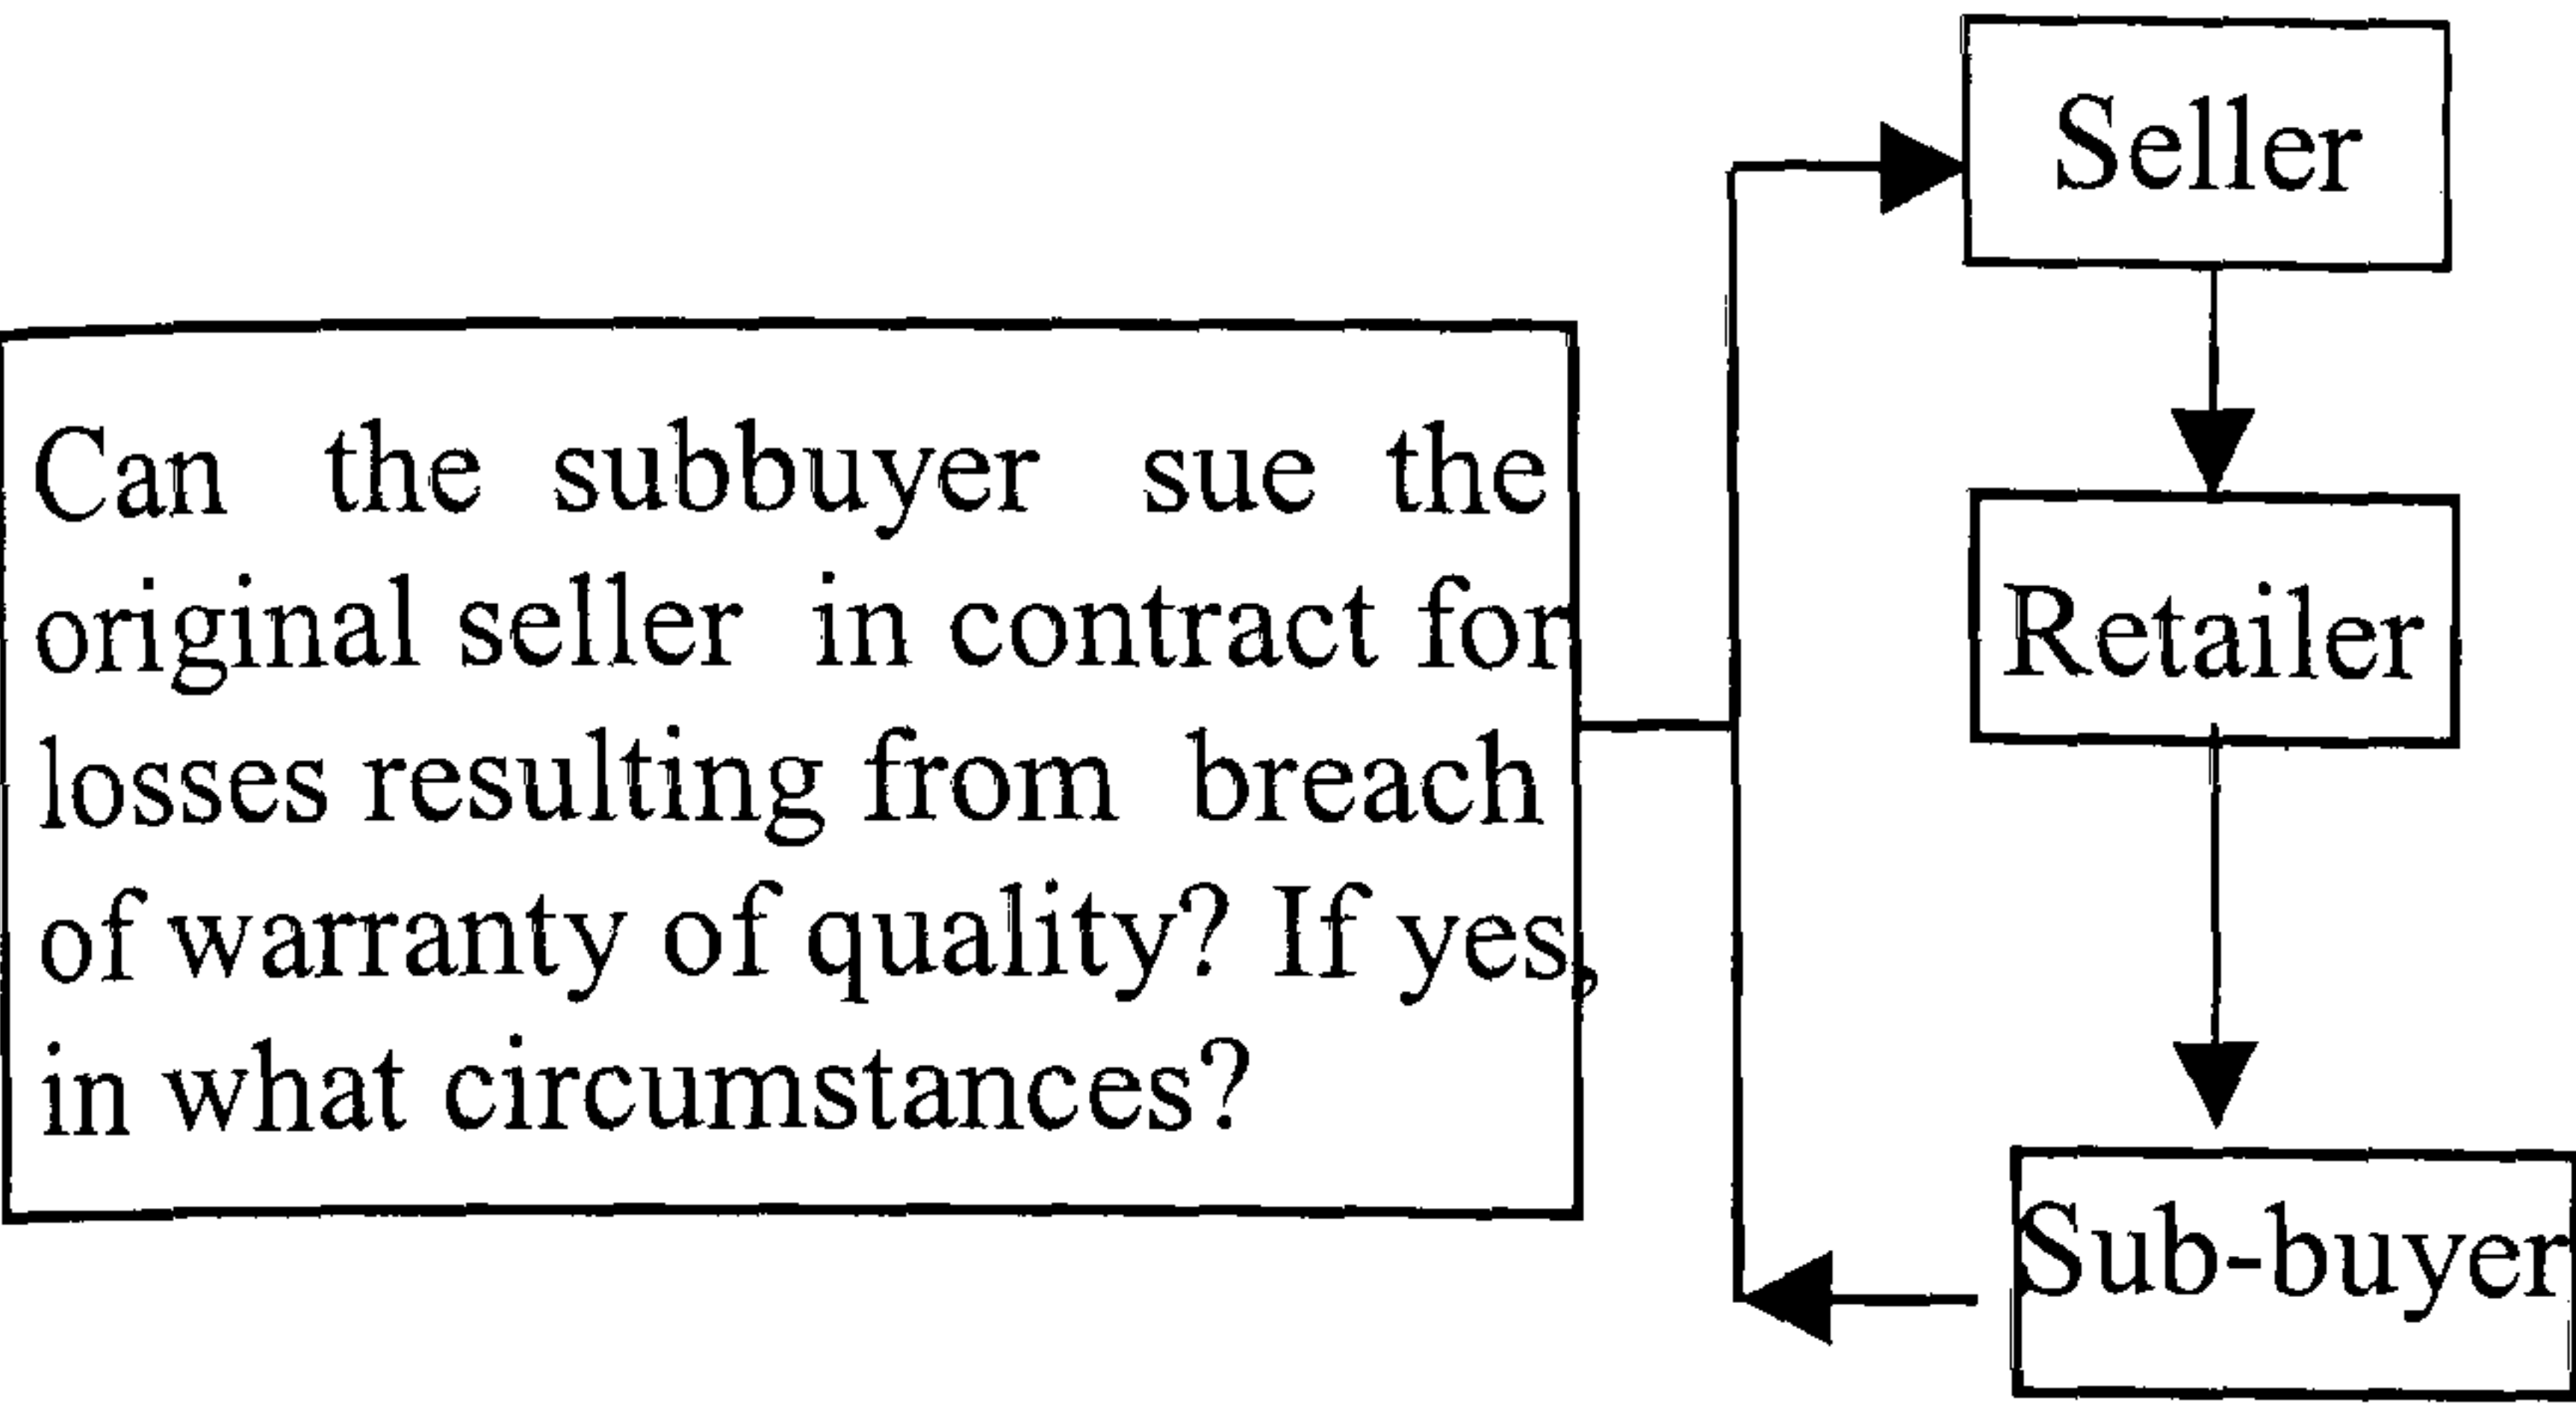 Seller
Can the subbuyer sue the
original seller in contract for
losses resulting from breach
of warranty of quality? If yes,
in what circumstances?
Retailer
Sub-buyer